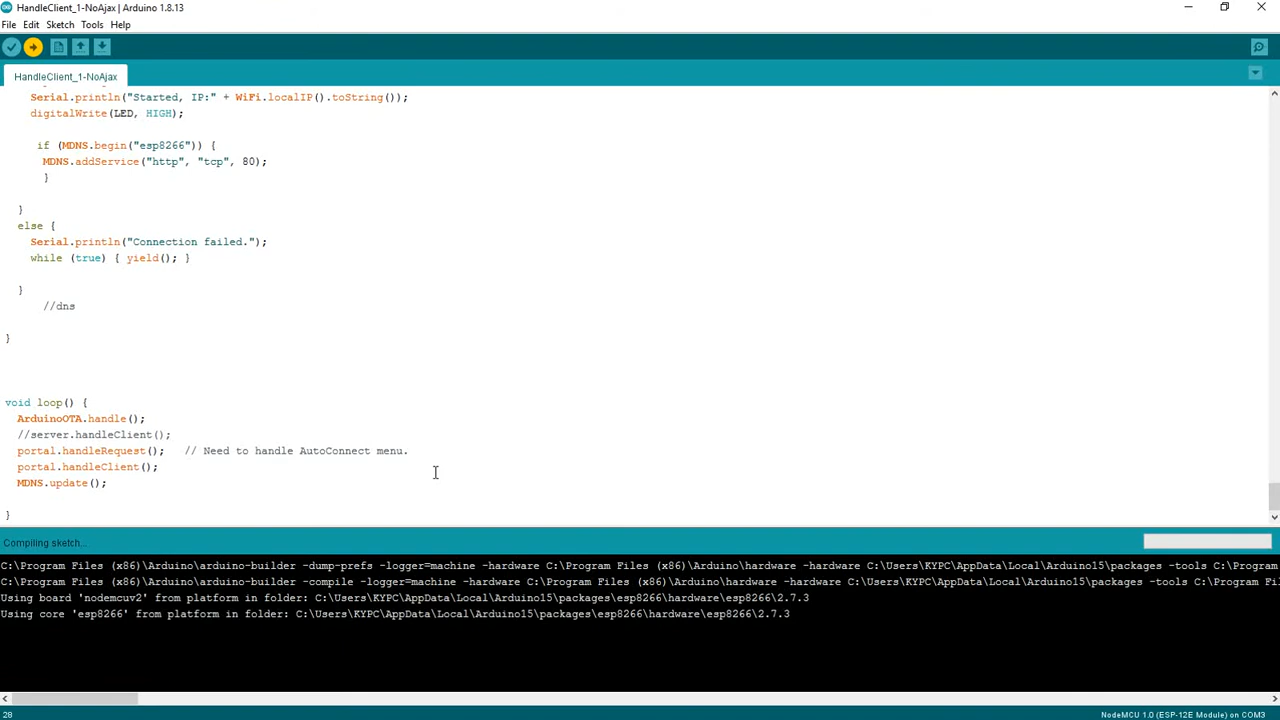 HandleClient_1-NoAjax | Arduino 1.8.13
File Edit Sketch Tools Help
HandleClient_1-NoAjax
Serial.println("Started, IP:" + WiFi.localIP().toString());
digitalWrite(LED, HIGH);
if (MDNS.begin("esp8266")) {
MDNS.addService("http", "tcp", 80);
}
}
else {
Serial.println("Connection failed.");
while (true) { yield(); }
}
//dns
}
void loop() {
ArduinoOTA.handle();
//server.handleClient();
portal.handleRequest();   // Need to handle AutoConnect menu.
portal.handleClient();
MDNS.update();
}
Compiling sketch...
C:\Program Files (x86)\Arduino\arduino-builder -dump-prefs -logger=machine -hardware C:\Program Files (x86)\Arduino\hardware -hardware C:\Users\KYPC\AppData\Local\Arduino15\packages -tools C:\Program
C:\Program Files (x86)\Arduino\arduino-builder -compile -logger=machine -hardware C:\Program Files (x86)\Arduino\hardware -hardware C:\Users\KYPC\AppData\Local\Arduino15\packages -tools C:\Program Fi
Using board 'nodemcuv2' from platform in folder: C:\Users\KYPC\AppData\Local\Arduino15\packages\esp8266\hardware\esp8266\2.7.3
Using core 'esp8266' from platform in folder: C:\Users\KYPC\AppData\Local\Arduino15\packages\esp8266\hardware\esp8266\2.7.3
28
NodeMCU 1.0 (ESP-12E Module) on COM3